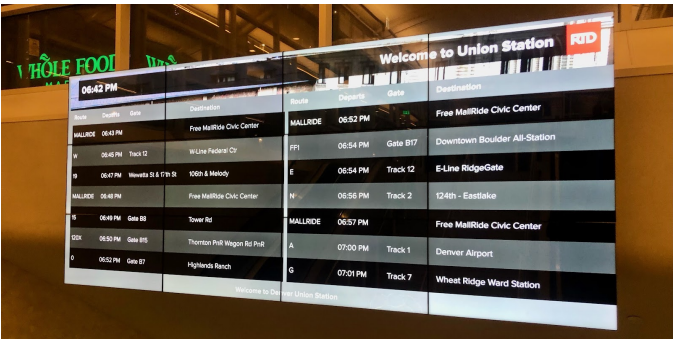 WHOLE FOOD
WH
MA
Welcome to Union Station RTD
06:42 PM
Route Departs Gate Destination
MALLRIDE 06:43 PM Free MallRide Civic Center
W 06:45 PM Track 12 W-Line Federal Ctr
19 06:47 PM Wewetta St & 17th St 106th & Melody
MALLRIDE 06:48 PM Free MallRide Civic Center
15 06:49 PM Gate B8 Tower Rd
120X 06:50 PM Gate B15 Thornton PnR Wagon Rd PnR
0 06:52 PM Gate B7 Highlands Ranch
Route Departs Gate Destination
MALLRIDE 06:52 PM Free MallRide Civic Center
FF1 06:54 PM Gate B17 Downtown Boulder All-Station
E 06:54 PM Track 12 E-Line RidgeGate
N 06:56 PM Track 2 124th - Eastlake
MALLRIDE 06:57 PM Free MallRide Civic Center
A 07:00 PM Track 1 Denver Airport
G 07:01 PM Track 7 Wheat Ridge Ward Station
Welcome to Denver Union Station